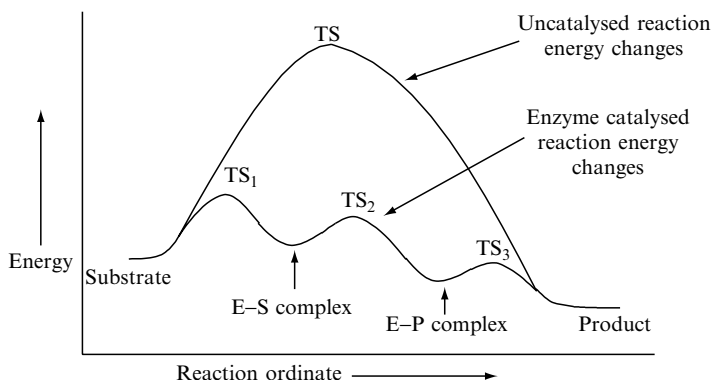 TS
Uncatalysed reaction
energy changes
Enzyme catalysed
reaction energy
changes
TS₁
TS₂
TS₃
Energy
Substrate
E–S complex
E–P complex
Product
Reaction ordinate